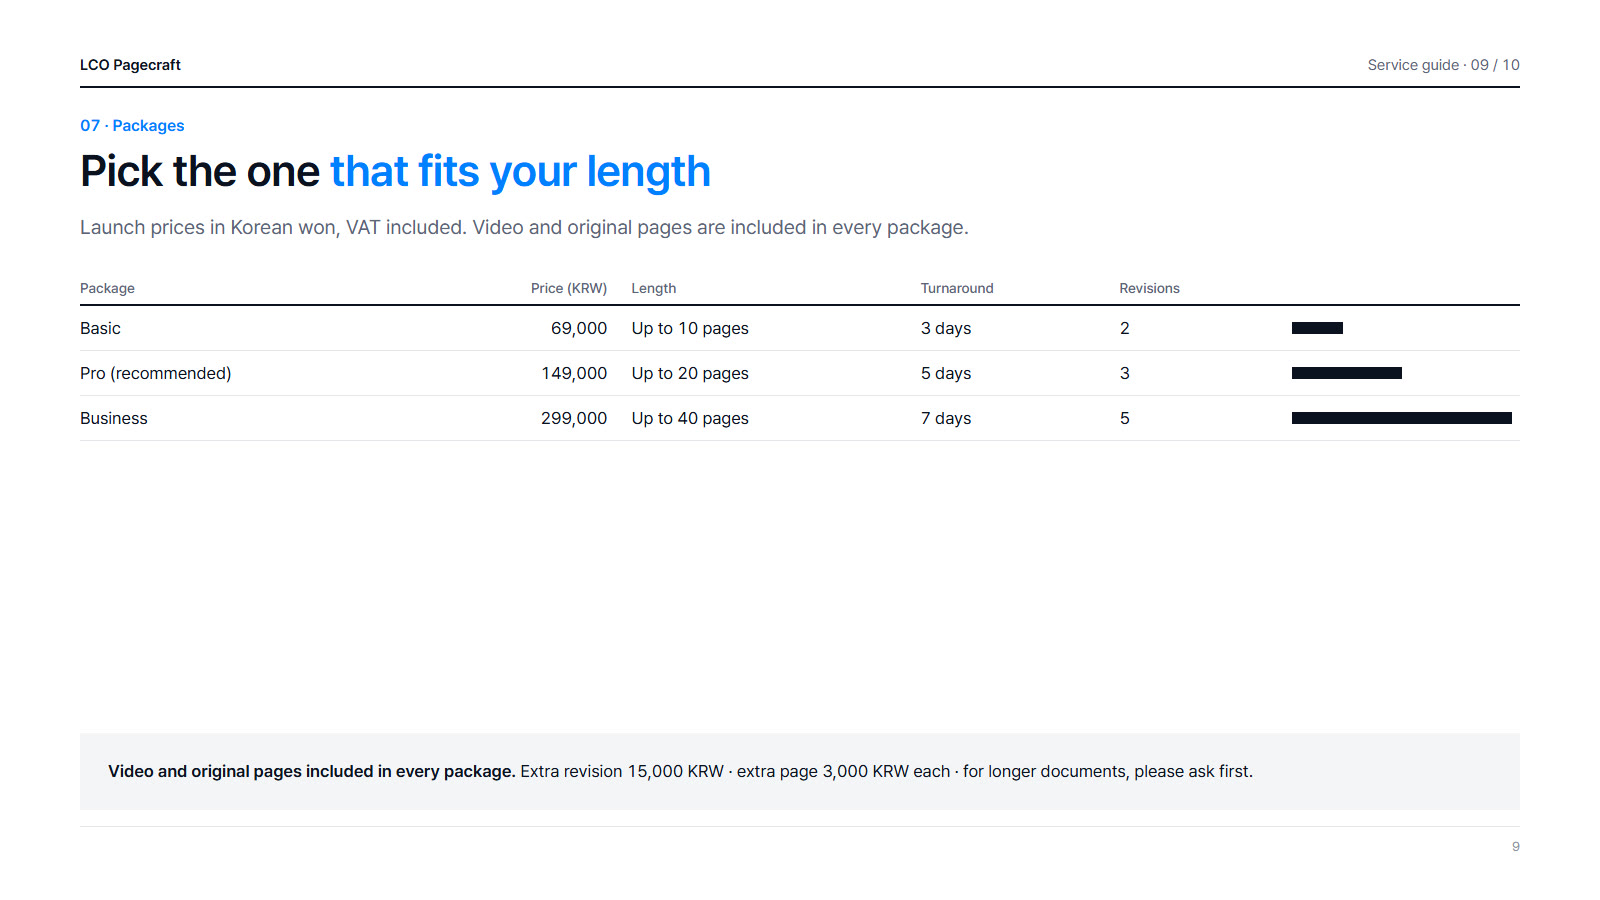 LCO Pagecraft
Service guide · 09 / 10
07 · Packages
Pick the one that fits your length
Launch prices in Korean won, VAT included. Video and original pages are included in every package.
Package Price (KRW) Length Turnaround Revisions
Basic 69,000 Up to 10 pages 3 days 2
Pro (recommended) 149,000 Up to 20 pages 5 days 3
Business 299,000 Up to 40 pages 7 days 5
Video and original pages included in every package. Extra revision 15,000 KRW · extra page 3,000 KRW each · for longer documents, please ask first.
9